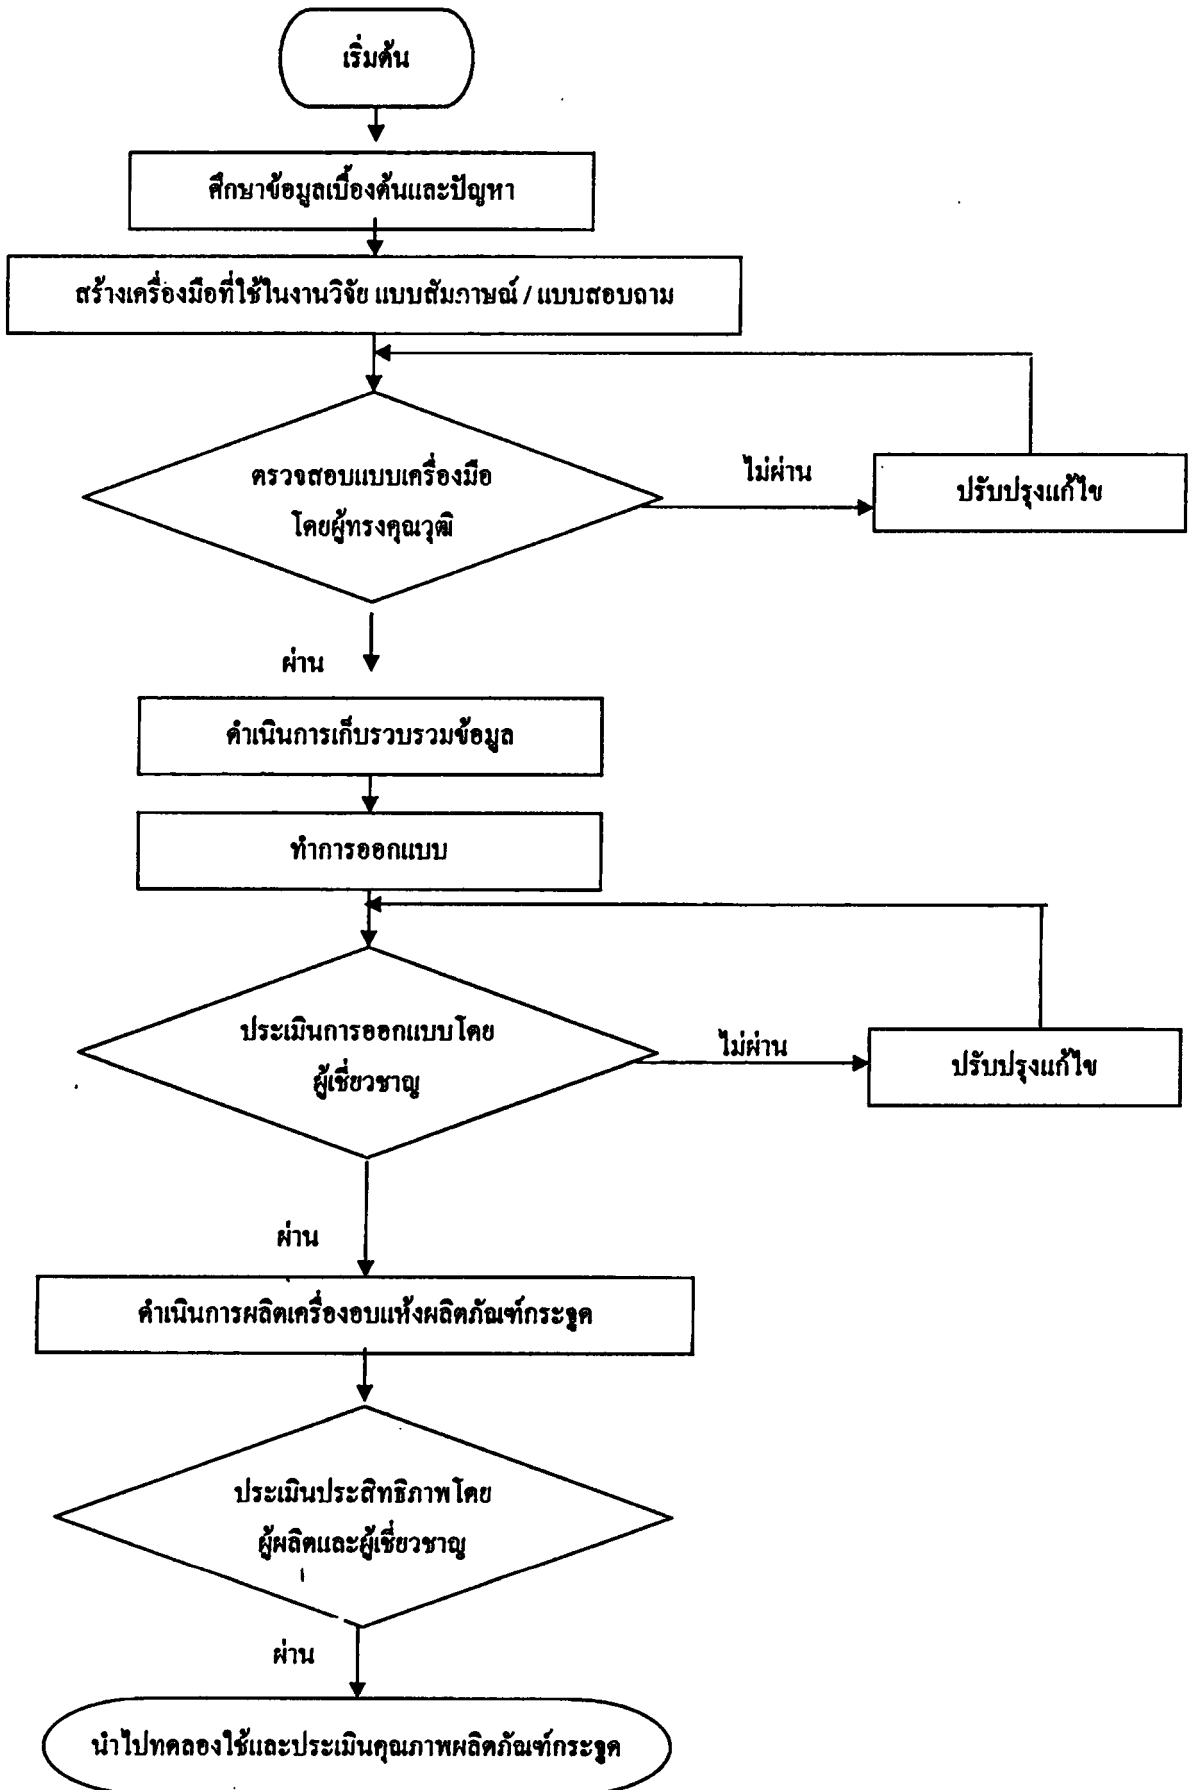 เริ่มต้น
ศึกษาข้อมูลเบื้องต้นและปัญหา
สร้างเครื่องมือที่ใช้ในงานวิจัย แบบสัมภาษณ์ / แบบสอบถาม
ตรวจสอบแบบเครื่องมือ
โดยผู้ทรงคุณวุฒิ
ไม่ผ่าน
ปรับปรุงแก้ไข
ผ่าน
ดำเนินการเก็บรวบรวมข้อมูล
ทำการออกแบบ
ประเมินการออกแบบโดย
ผู้เชี่ยวชาญ
ไม่ผ่าน
ปรับปรุงแก้ไข
ผ่าน
ดำเนินการผลิตเครื่องอบแห้งผลิตภัณฑ์กระจูด
ประเมินประสิทธิภาพโดย
ผู้ผลิตและผู้เชี่ยวชาญ
ผ่าน
นำไปทดลองใช้และประเมินคุณภาพผลิตภัณฑ์กระจูด